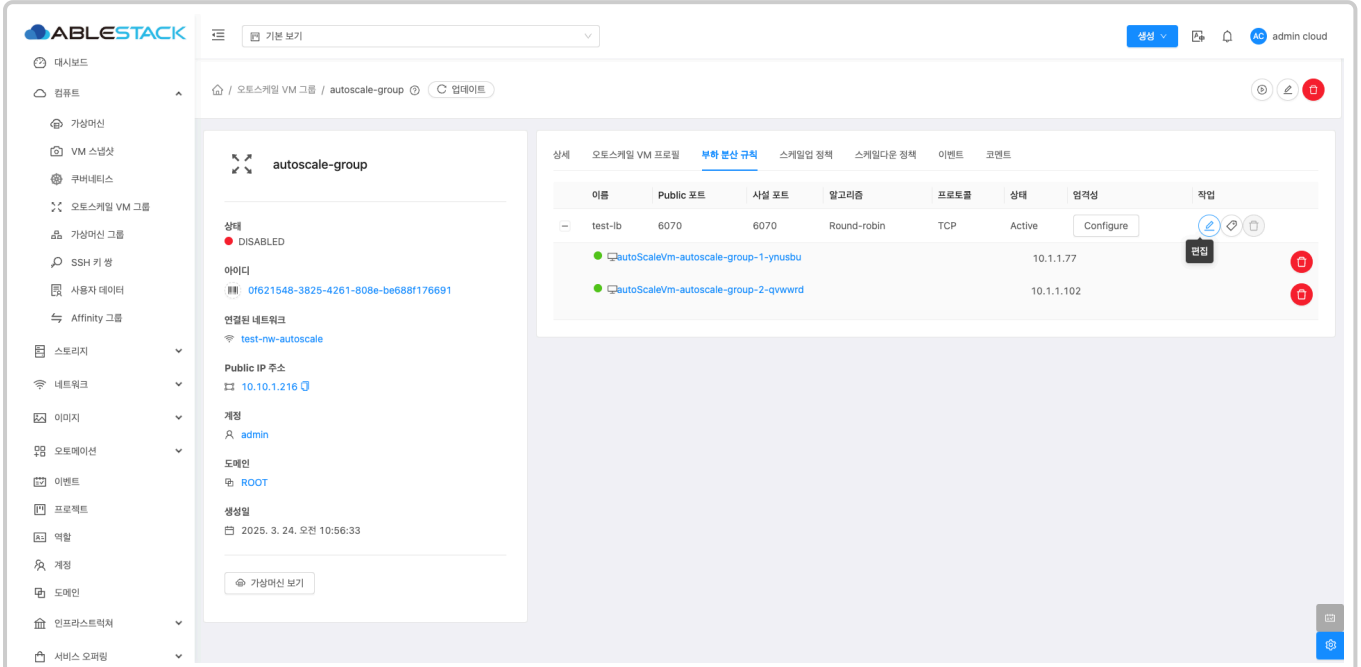 ABLESTACK
기본 보기
생성
AC admin cloud
대시보드
컴퓨트
가상머신
VM 스냅샷
쿠버네티스
오토스케일 VM 그룹
가상머신 그룹
SSH 키 쌍
사용자 데이터
Affinity 그룹
스토리지
네트워크
이미지
오토메이션
이벤트
프로젝트
역할
계정
도메인
인프라스트럭쳐
서비스 오퍼링
/ 오토스케일 VM 그룹 / autoscale-group 업데이트
autoscale-group
상태
DISABLED
아이디
0f621548-3825-4261-808e-be688f176691
연결된 네트워크
test-nw-autoscale
Public IP 주소
10.10.1.216
계정
admin
도메인
ROOT
생성일
2025. 3. 24. 오전 10:56:33
가상머신 보기
상세 오토스케일 VM 프로필 부하 분산 규칙 스케일업 정책 스케일다운 정책 이벤트 코멘트
이름 Public 포트 사설 포트 알고리즘 프로토콜 상태 엄격성 작업
test-lb 6070 6070 Round-robin TCP Active Configure
편집
autoScaleVm-autoscale-group-1-ynusbu 10.1.1.77
autoScaleVm-autoscale-group-2-qvwwrd 10.1.1.102